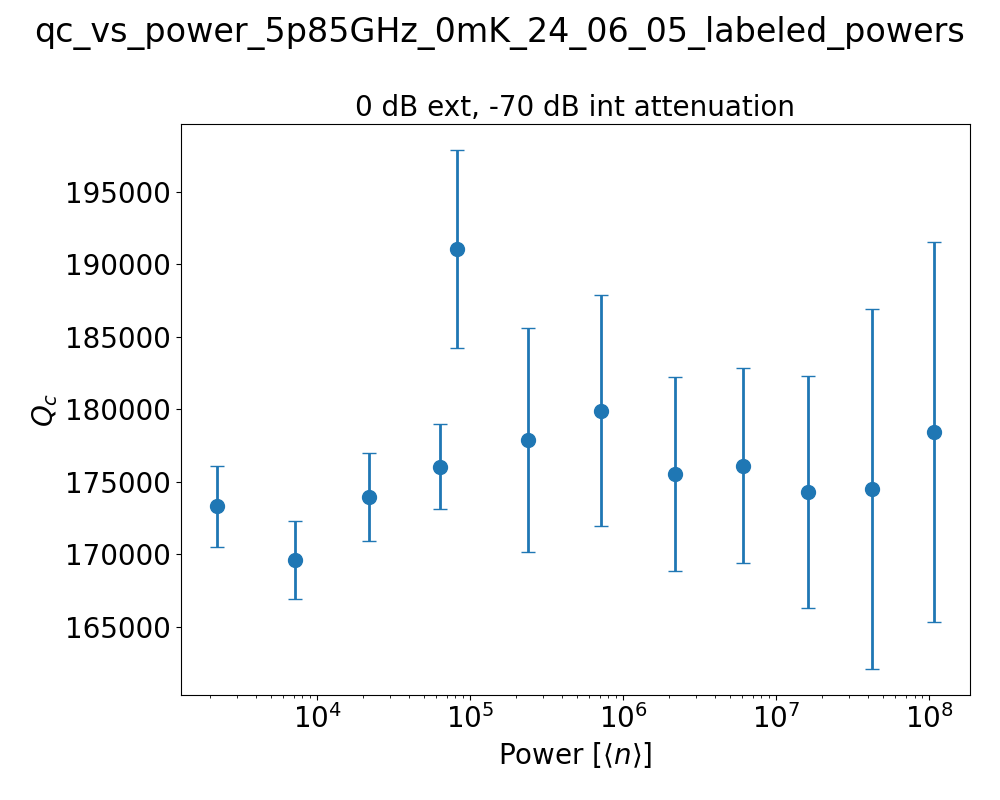 qc_vs_power_5p85GHz_0mK_24_06_05_labeled_powers
0 dB ext, -70 dB int attenuation
195000
190000
185000
180000
175000
170000
165000
Q_c
10^4 10^5 10^6 10^7 10^8
Power [⟨n⟩]